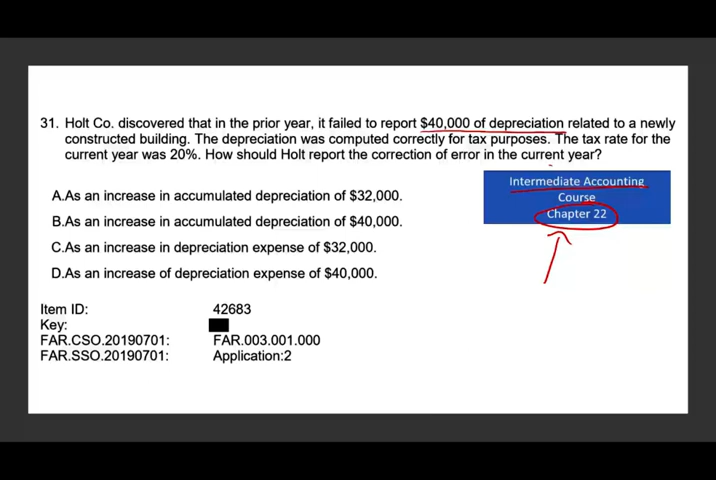 31. Holt Co. discovered that in the prior year, it failed to report $40,000 of depreciation related to a newly
constructed building. The depreciation was computed correctly for tax purposes. The tax rate for the
current year was 20%. How should Holt report the correction of error in the current year?
Intermediate Accounting
Course
Chapter 22
A.As an increase in accumulated depreciation of $32,000.
B.As an increase in accumulated depreciation of $40,000.
C.As an increase in depreciation expense of $32,000.
D.As an increase of depreciation expense of $40,000.
Item ID: 42683
Key:
FAR.CSO.20190701: FAR.003.001.000
FAR.SSO.20190701: Application:2